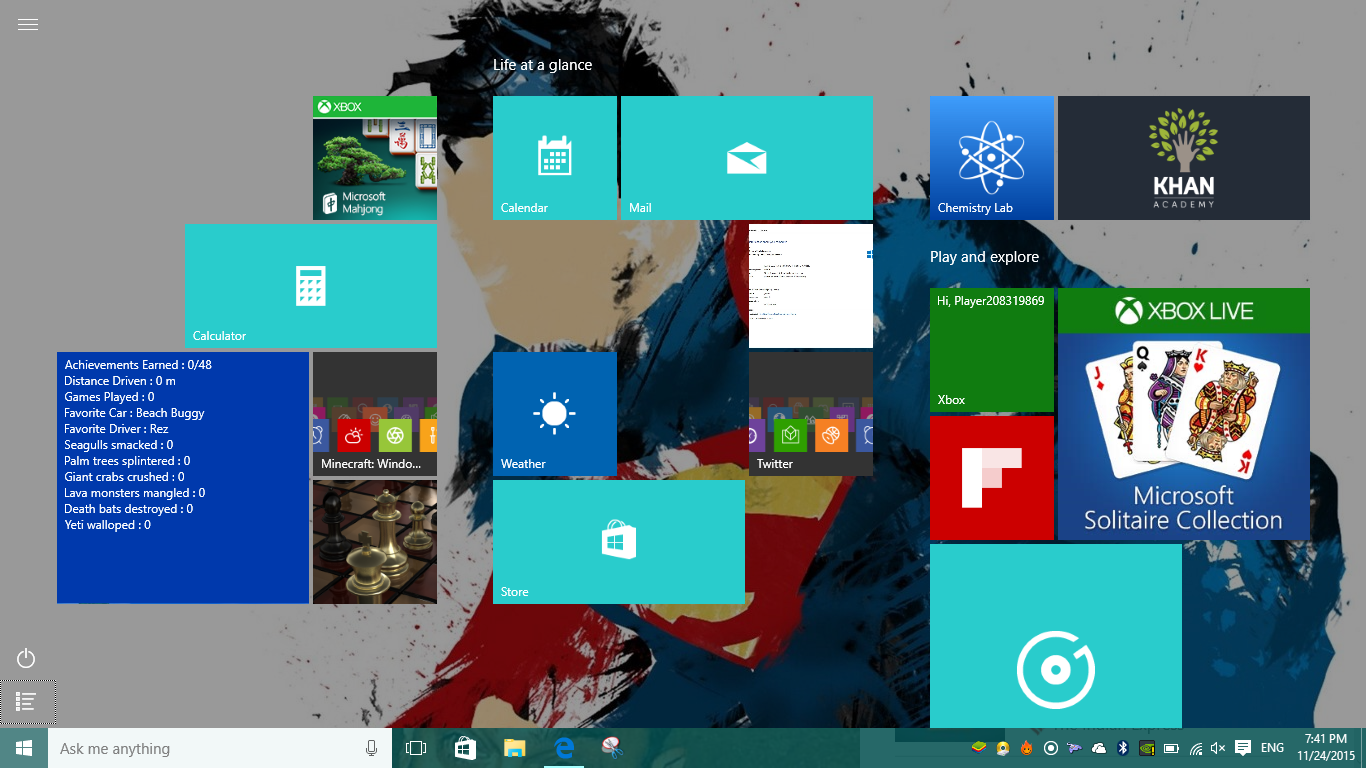 Life at a glance
XBOX
Microsoft
Mahjong
Calendar
Mail
Chemistry Lab
KHAN
ACADEMY
Calculator
Play and explore
Hi, Player208319869
Xbox
XBOX LIVE
J
Q
K
K
Microsoft
Solitaire Collection
Achievements Earned : 0/48
Distance Driven : 0 m
Games Played : 0
Favorite Car : Beach Buggy
Favorite Driver : Rez
Seagulls smacked : 0
Palm trees splintered : 0
Giant crabs crushed : 0
Lava monsters mangled : 0
Death bats destroyed : 0
Yeti walloped : 0
Minecraft: Windo...
Weather
Twitter
Store
Ask me anything
ENG
7:41 PM
11/24/2015